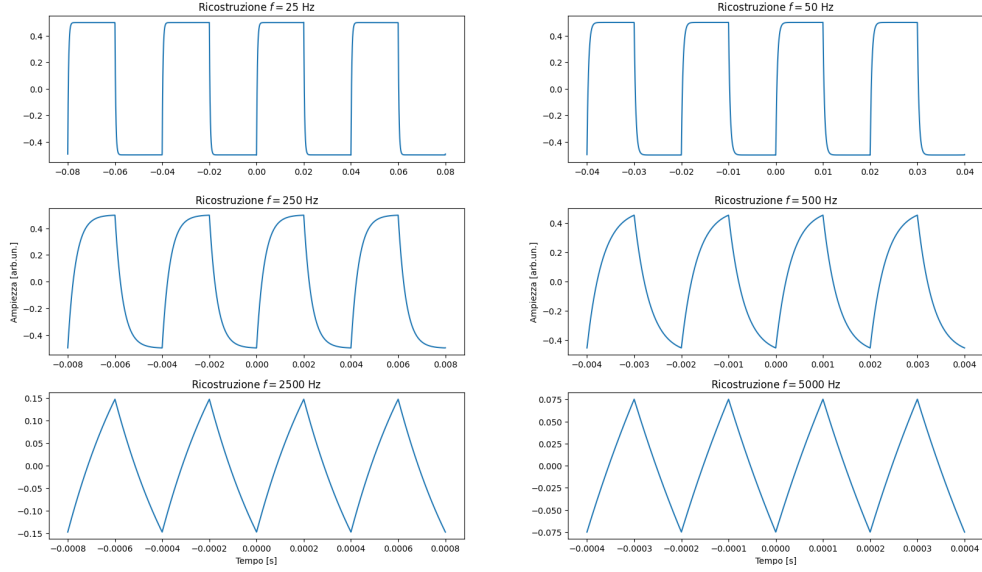 Ricostruzione f = 25 Hz
0.4
0.2
0.0
−0.2
−0.4
−0.08 −0.06 −0.04 −0.02 0.00 0.02 0.04 0.06 0.08
Ricostruzione f = 50 Hz
0.4
0.2
0.0
−0.2
−0.4
−0.04 −0.03 −0.02 −0.01 0.00 0.01 0.02 0.03 0.04
Ricostruzione f = 250 Hz
Ampiezza [arb.un.]
0.4
0.2
0.0
−0.2
−0.4
−0.008 −0.006 −0.004 −0.002 0.000 0.002 0.004 0.006 0.008
Ricostruzione f = 500 Hz
Ampiezza [arb.un.]
0.4
0.2
0.0
−0.2
−0.4
−0.004 −0.003 −0.002 −0.001 0.000 0.001 0.002 0.003 0.004
Ricostruzione f = 2500 Hz
0.15
0.10
0.05
0.00
−0.05
−0.10
−0.15
−0.0008 −0.0006 −0.0004 −0.0002 0.0000 0.0002 0.0004 0.0006 0.0008
Tempo [s]
Ricostruzione f = 5000 Hz
0.075
0.050
0.025
0.000
−0.025
−0.050
−0.075
−0.0004 −0.0003 −0.0002 −0.0001 0.0000 0.0001 0.0002 0.0003 0.0004
Tempo [s]